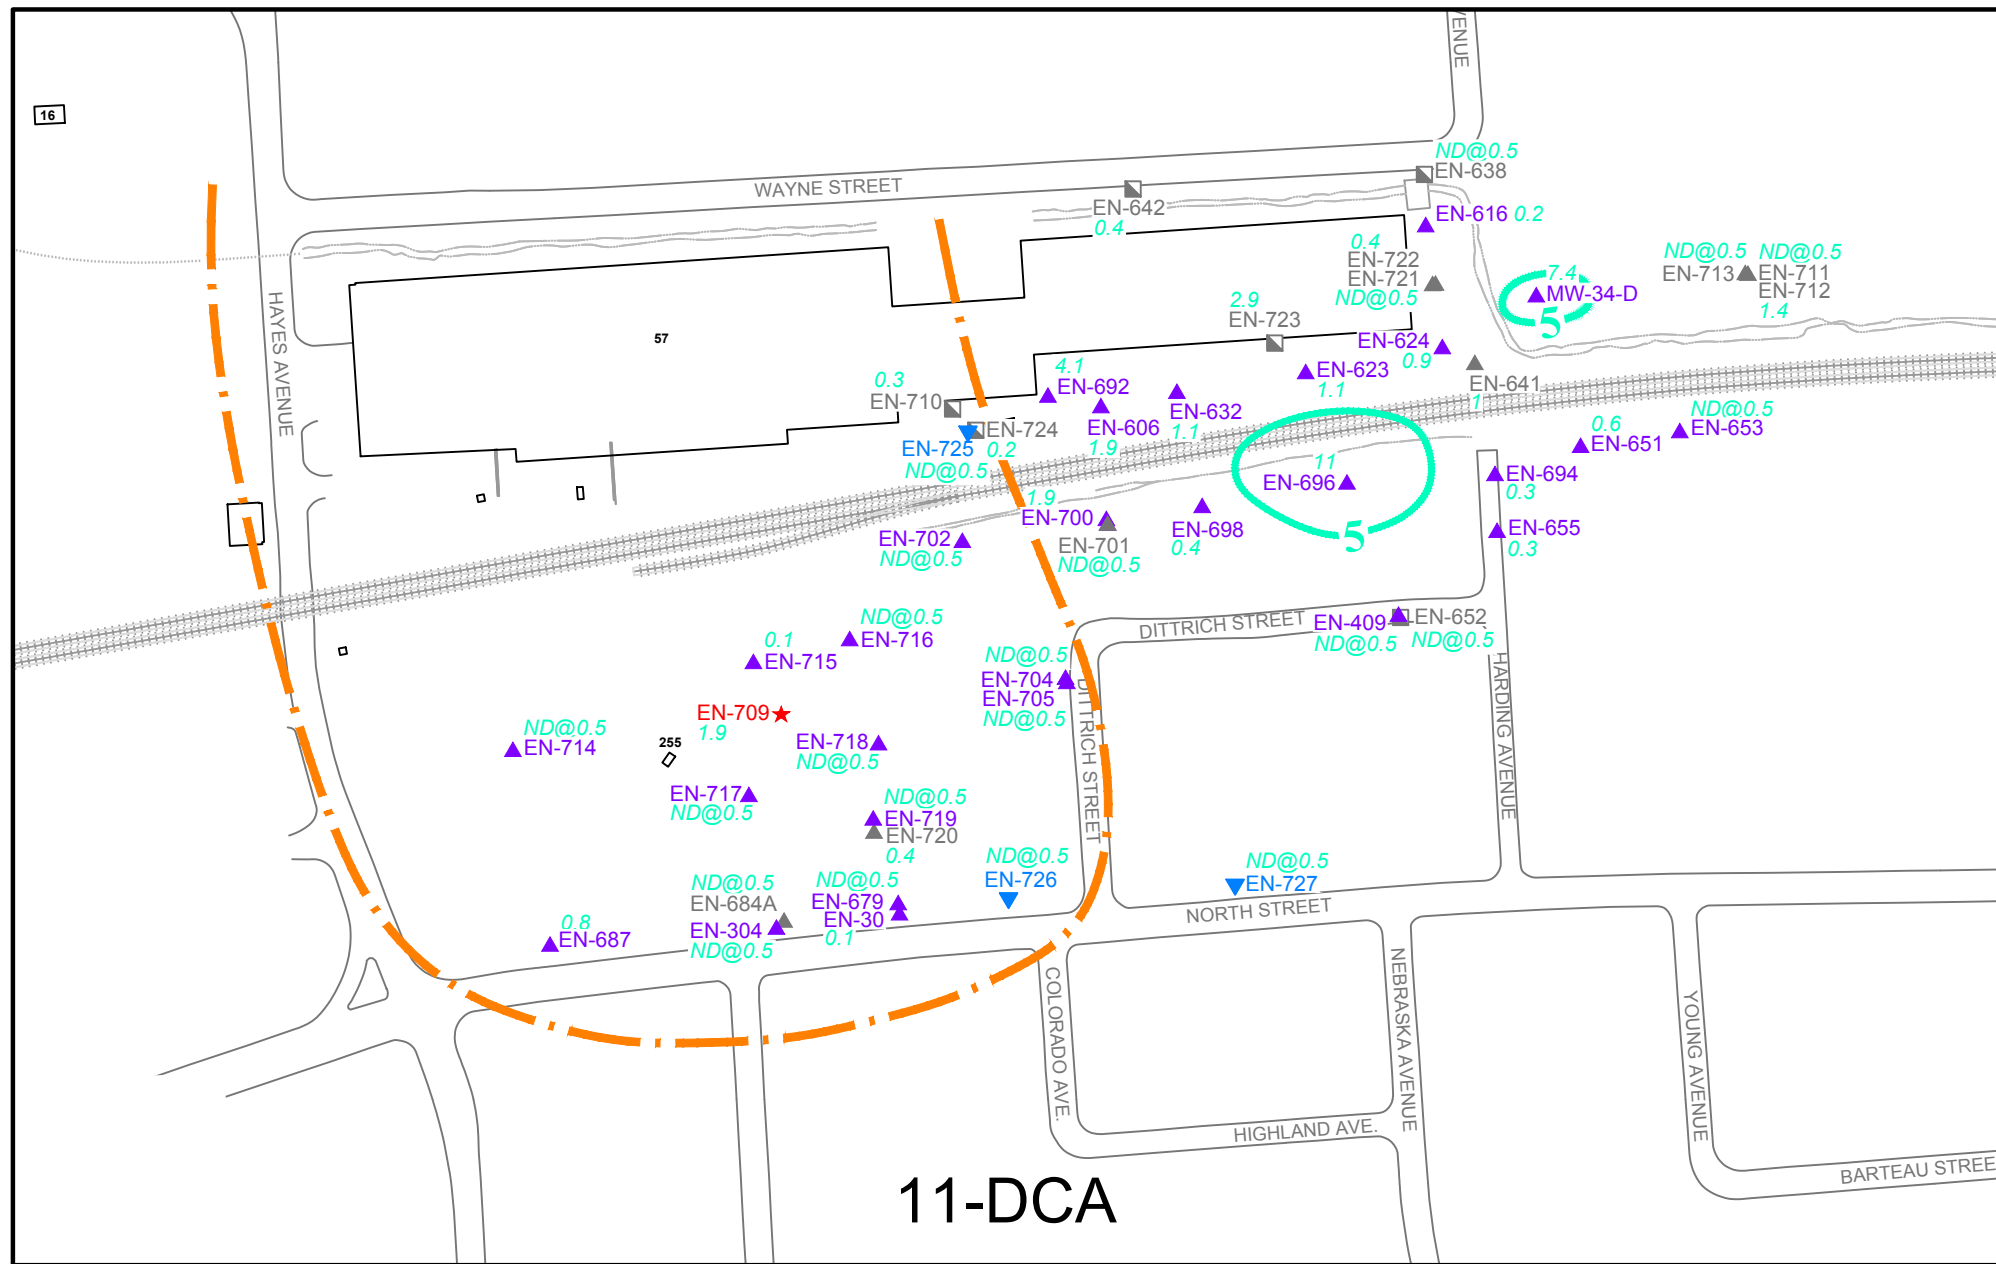 16
VENUE
ND@0.5
EN-638
WAYNE STREET
EN-642
0.4
EN-616 0.2
0.4
EN-722
EN-721
ND@0.5
7.4
MW-34-D
5
ND@0.5
EN-713
ND@0.5
EN-711
EN-712
1.4
HAYES AVENUE
57
2.9
EN-723
EN-624
0.9
EN-623
1.1
EN-641
1
4.1
EN-692
0.3
EN-710
EN-606
1.9
EN-632
1.1
EN-724
0.2
EN-725
ND@0.5
0.6
EN-651
ND@0.5
EN-653
11
EN-696
5
EN-694
0.3
1.9
EN-700
EN-701
ND@0.5
EN-698
0.4
EN-702
ND@0.5
EN-655
0.3
DITTRICH STREET
EN-409
ND@0.5
EN-652
ND@0.5
ND@0.5
EN-716
0.1
EN-715
ND@0.5
EN-704
EN-705
ND@0.5
DITTRICH STREET
HARDING AVENUE
EN-709
1.9
ND@0.5
EN-714
255
EN-718
ND@0.5
EN-717
ND@0.5
ND@0.5
EN-719
EN-720
0.4
ND@0.5
EN-726
ND@0.5
EN-727
NORTH STREET
ND@0.5
EN-684A
EN-304
ND@0.5
ND@0.5
EN-679
EN-30
0.1
0.8
EN-687
COLORADO AVE.
NEBRASKA AVENUE
YOUNG AVENUE
HIGHLAND AVE.
BARTEAU STREE
11-DCA